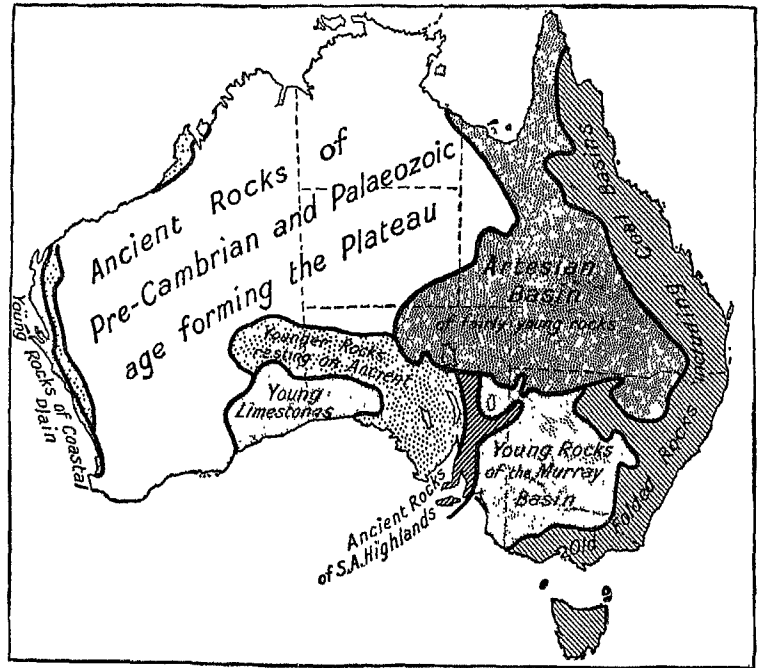 Ancient Rocks of
Pre-Cambrian and Palaeozoic
age forming the Plateau
Young Rocks of Coastal
plain
Younger Rocks
resting on Ancient
Young
Limestones
Artesian
Basin
of fairly young rocks
Old Folded Rocks
containing
Coal Basins
Young Rocks
of the Murray
Basin
Ancient Rocks
of S.A. Highlands